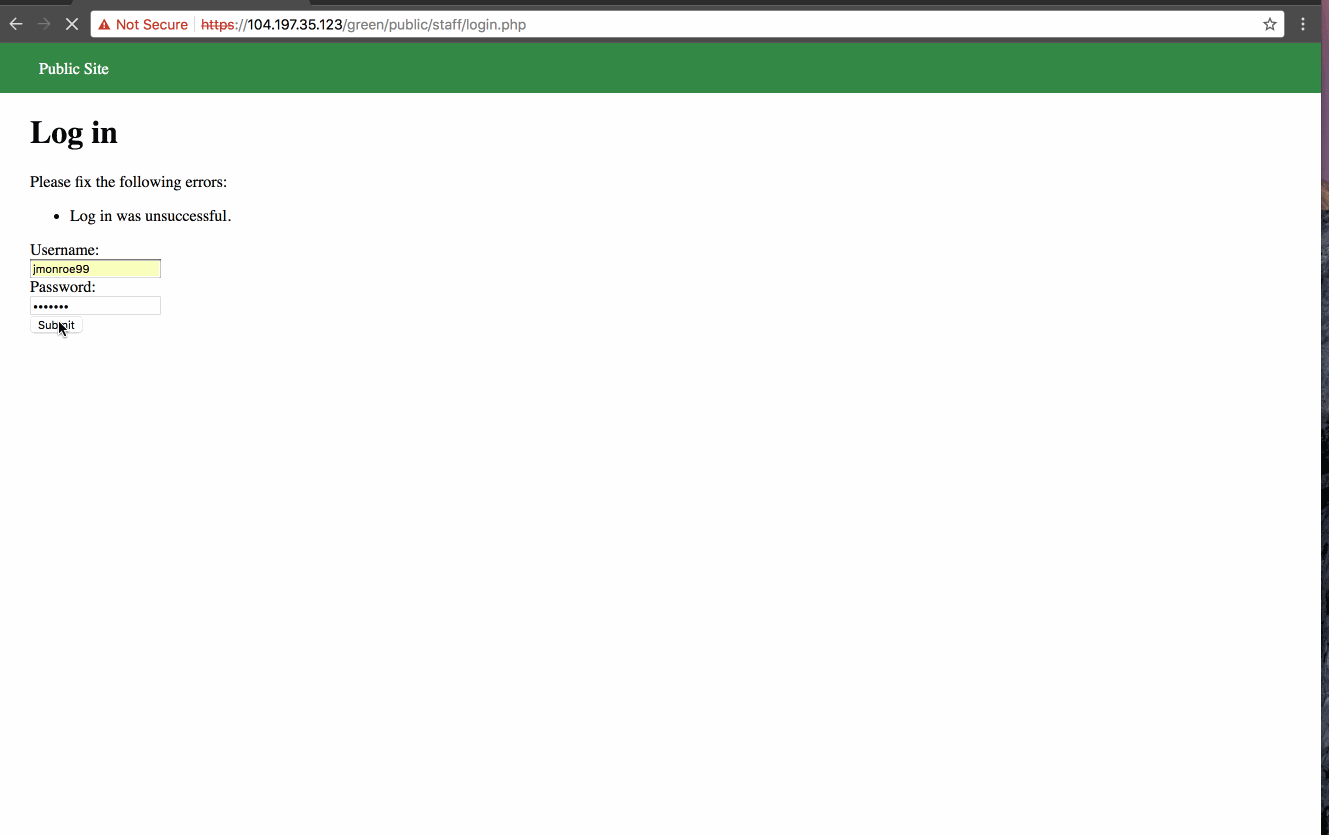 Not Secure https://104.197.35.123/green/public/staff/login.php
Public Site
Log in
Please fix the following errors:
• Log in was unsuccessful.
Username:
jmonroe99
Password:
•••••••
Submit